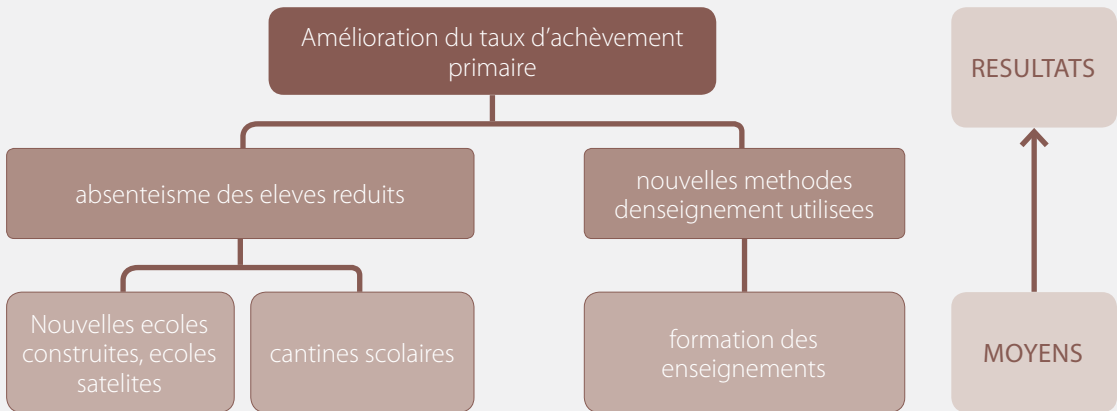 Amélioration du taux d’achèvement
primaire
RESULTATS
absenteisme des eleves reduits
nouvelles methodes
denseignement utilisees
Nouvelles ecoles
construites, ecoles
satelites
cantines scolaires
formation des
enseignements
MOYENS